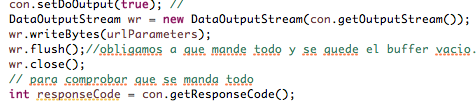 con.setDoOutput(true); //
DataOutputStream wr = new DataOutputStream(con.getOutputStream());
wr.writeBytes(urlParameters);
wr.flush();//obligamos a que mande todo y se quede el buffer vacio.
wr.close();
// para comprobar que se manda todo
int responseCode = con.getResponseCode();